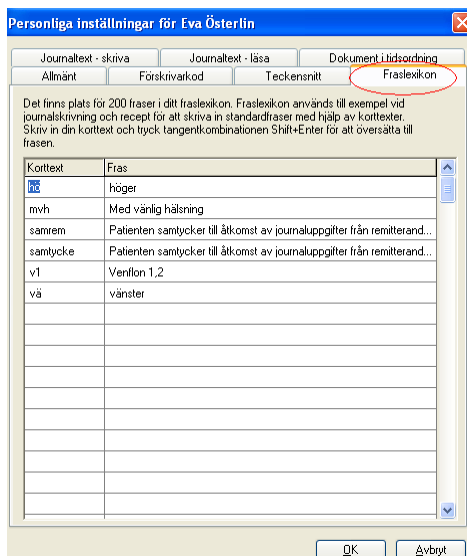 Personliga inställningar för Eva Österlin
Journaltext - skriva Journaltext - läsa Dokument i tidsordning
Allmänt Förskrivarkod Teckensnitt Fraslexikon
Det finns plats för 200 fraser i ditt fraslexikon. Fraslexikon används till exempel vid
journalskrivning och recept för att skriva in standardfraser med hjälp av korttexter.
Skriv in din korttext och tryck tangentkombinationen Shift+Enter för att översätta till
frasen.
Korttext Fras
hö höger
mvh Med vänlig hälsning
samrem Patienten samtycker till åtkomst av journaluppgifter från remitterand...
samtycke Patienten samtycker till åtkomst av journaluppgifter från remitterand...
v1 Venflon 1,2
vä vänster
OK Avbryt